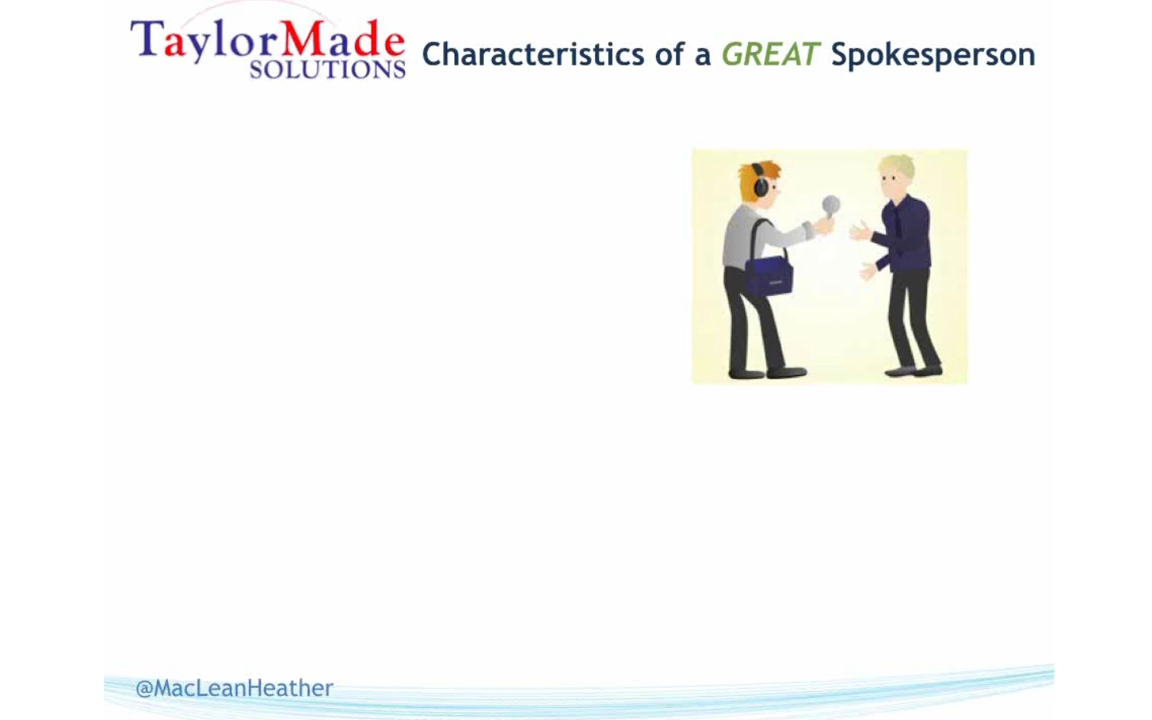 TaylorMade
SOLUTIONS
Characteristics of a GREAT Spokesperson
@MacLeanHeather